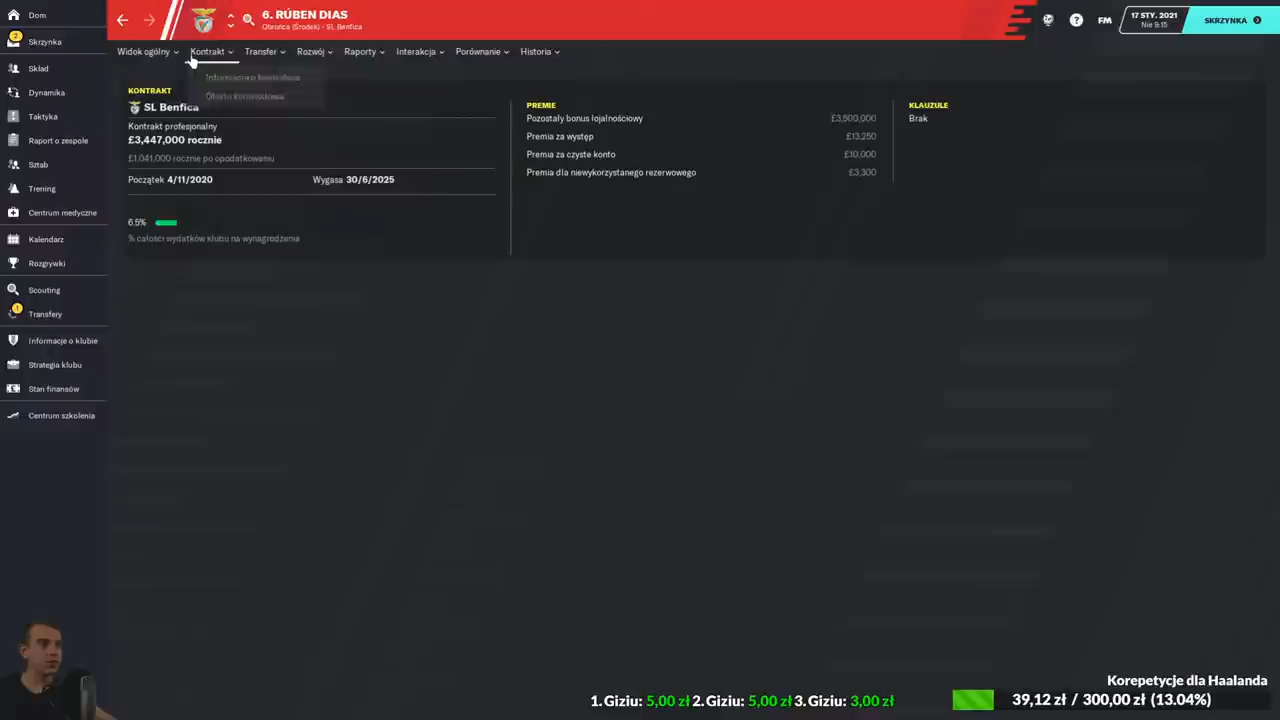 Dom
2
Skrzynka
Skład
Dynamika
Taktyka
Raport o zespole
Sztab
Trening
Centrum medyczne
Kalendarz
Rozgrywki
Scouting
1
Transfery
Informacje o klubie
Strategia klubu
Stan finansów
Centrum szkolenia
6. RÚBEN DIAS
Obrońca (Środek) - SL Benfica
FM
17 STY. 2021
Nie 9:15
SKRZYNKA
Widok ogólny
Kontrakt
Transfer
Rozwój
Raporty
Interakcja
Porównanie
Historia
KONTRAKT
SL Benfica
Kontrakt profesjonalny
£3,447,000 rocznie
£1,041,000 rocznie po opodatkowaniu
Początek 4/11/2020
Wygasa 30/6/2025
6.5%
% całości wydatków klubu na wynagrodzenia
PREMIE
Pozostały bonus lojalnościowy £3,500,000
Premia za występ £13,250
Premia za czyste konto £10,000
Premia dla niewykorzystanego rezerwowego £3,300
KLAUZULE
Brak
Korepetycje dla Haalanda
1. Giziu: 5,00 zł 2. Giziu: 5,00 zł 3. Giziu: 3,00 zł
39,12 zł / 300,00 zł (13.04%)